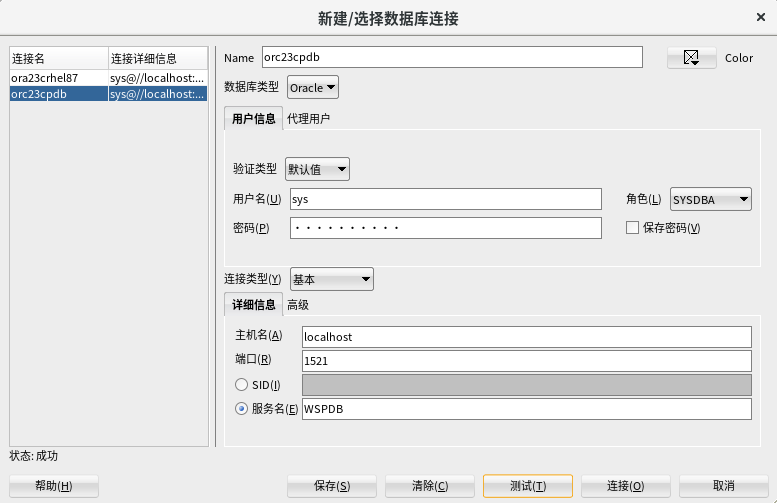 新建/选择数据库连接
连接名 连接详细信息
ora23crhel87 sys@//localhost:...
orc23cpdb sys@//localhost:...
Name orc23cpdb Color
数据库类型 Oracle
用户信息 代理用户
验证类型 默认值
用户名(U) sys 角色(L) SYSDBA
密码(P) •••••••••• 保存密码(V)
连接类型(Y) 基本
详细信息 高级
主机名(A) localhost
端口(R) 1521
SID(I)
服务名(E) WSPDB
状态: 成功
帮助(H) 保存(S) 清除(C) 测试(T) 连接(O) 取消